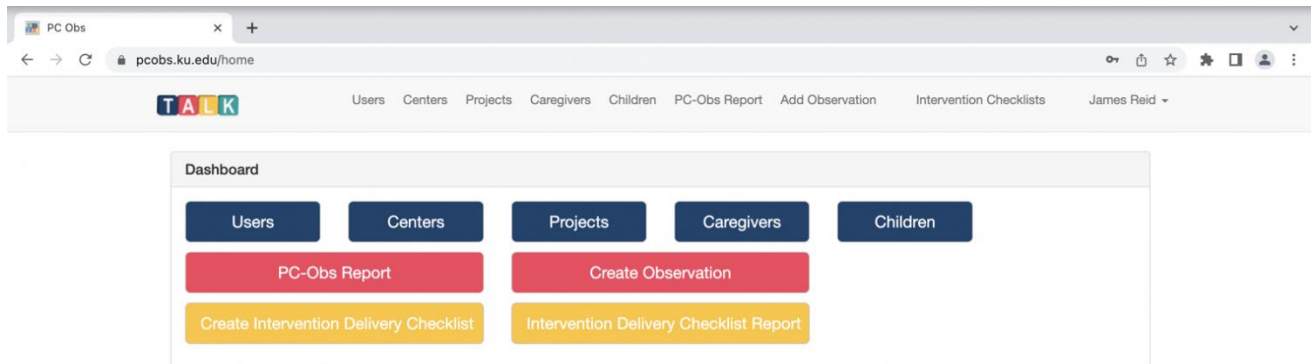 PC Obs
pcobs.ku.edu/home
TALK Users Centers Projects Caregivers Children PC-Obs Report Add Observation Intervention Checklists James Reid
Dashboard
Users Centers Projects Caregivers Children
PC-Obs Report Create Observation
Create Intervention Delivery Checklist Intervention Delivery Checklist Report